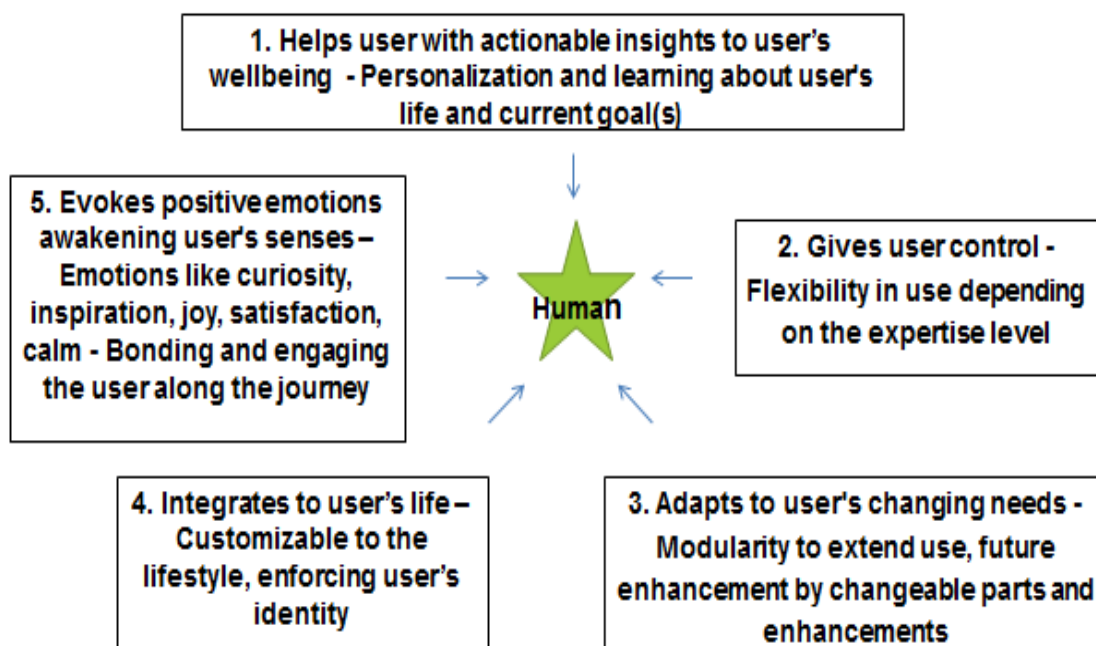 1. Helps user with actionable insights to user’s
wellbeing - Personalization and learning about user's
life and current goal(s)
5. Evokes positive emotions
awakening user's senses –
Emotions like curiosity,
inspiration, joy, satisfaction,
calm - Bonding and engaging
the user along the journey
Human
2. Gives user control -
Flexibility in use depending
on the expertise level
4. Integrates to user’s life –
Customizable to the
lifestyle, enforcing user’s
identity
3. Adapts to user's changing needs -
Modularity to extend use, future
enhancement by changeable parts and
enhancements